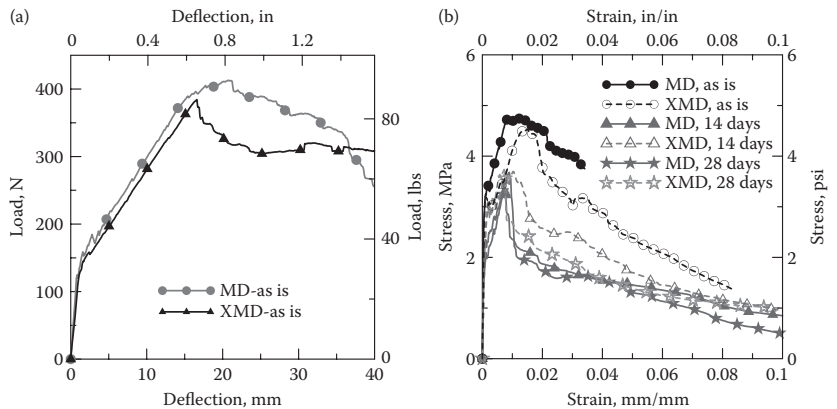 (a)
Deflection, in
0 0.4 0.8 1.2
400
350
300
250
200
150
100
50
0
Load, N
80
40
0
Load, lbs
MD-as is
XMD-as is
0 10 20 30 40
Deflection, mm
(b)
Strain, in/in
0 0.02 0.04 0.06 0.08 0.1
6
4
2
0
Stress, MPa
6
4
2
0
Stress, psi
MD, as is
XMD, as is
MD, 14 days
XMD, 14 days
MD, 28 days
XMD, 28 days
0 0.02 0.04 0.06 0.08 0.1
Strain, mm/mm